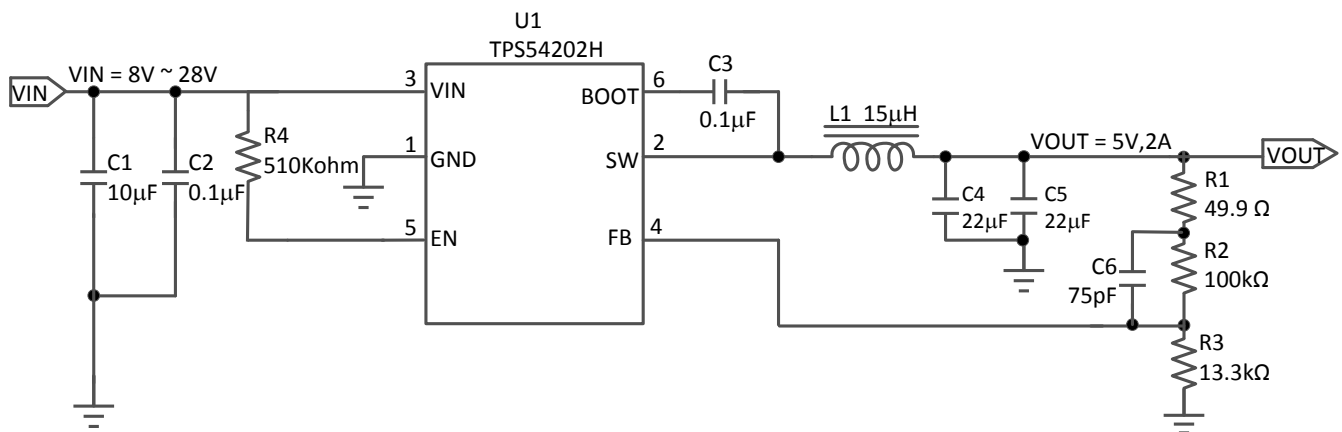 U1
TPS54202H
VIN
VIN = 8V ~ 28V
3
VIN
BOOT
6
C3
0.1μF
R4
510Kohm
C1
10μF
C2
0.1μF
1
GND
SW
2
L1 15μH
VOUT = 5V,2A
VOUT
C4
22μF
C5
22μF
R1
49.9 Ω
5
EN
FB
4
C6
75pF
R2
100kΩ
R3
13.3kΩ